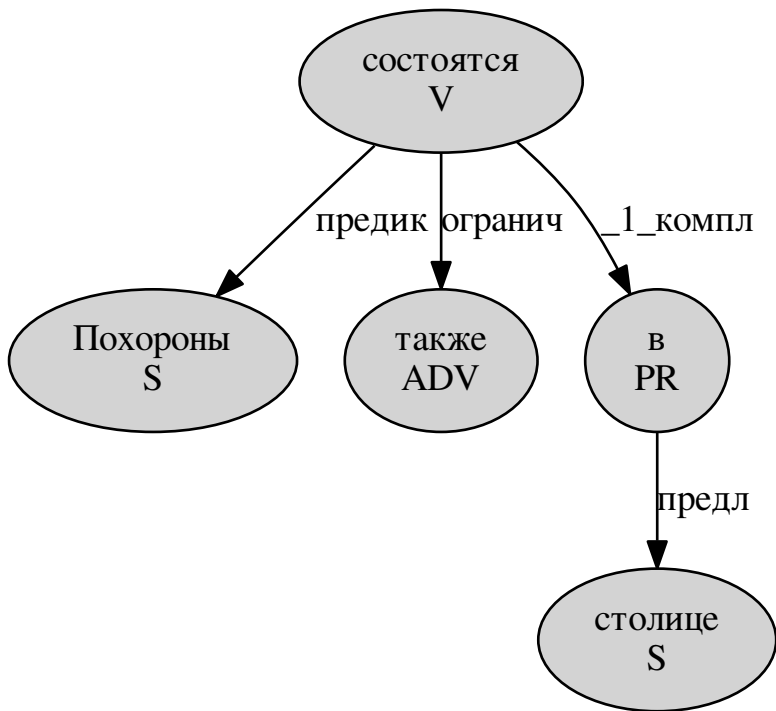 состоятся
V
предик
огранич
_1_компл
Похороны
S
также
ADV
в
PR
предл
столице
S